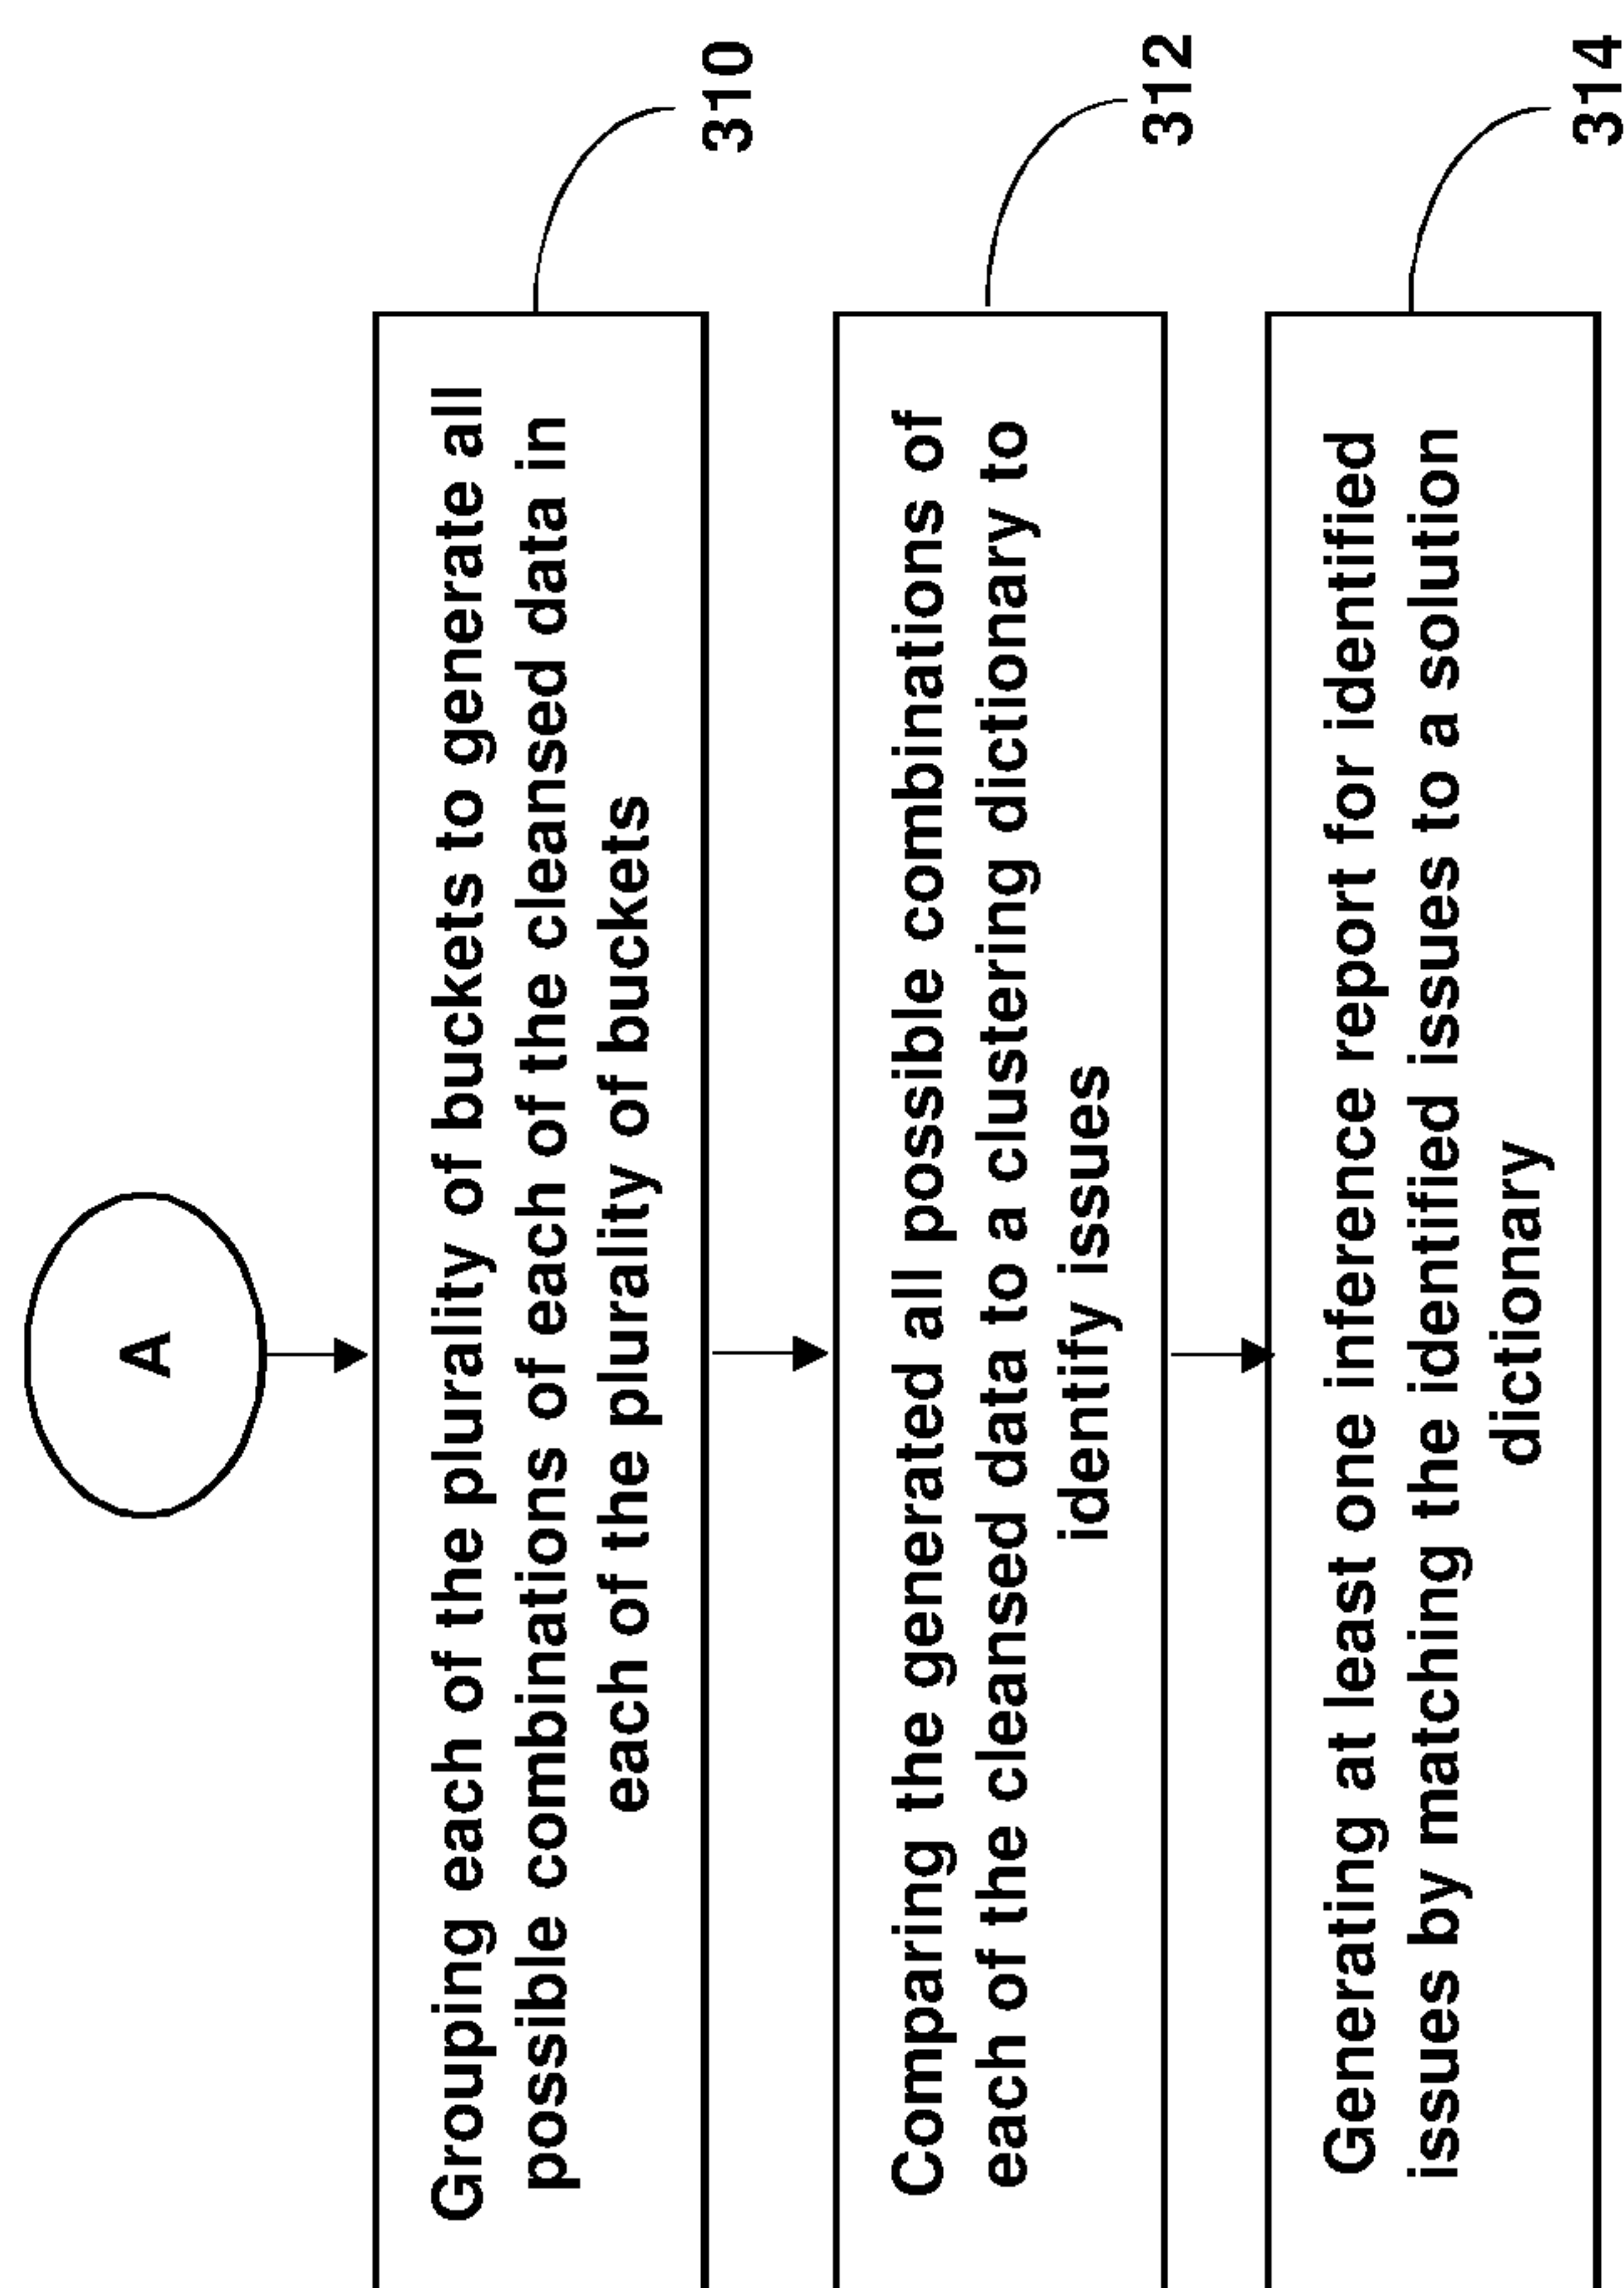 A
Grouping each of the plurality of buckets to generate all
possible combinations of each of the cleansed data in
each of the plurality of buckets
310
Comparing the generated all possible combinations of
each of the cleansed data to a clustering dictionary to
identify issues
312
Generating at least one inference report for identified
issues by matching the identified issues to a solution
dictionary
314